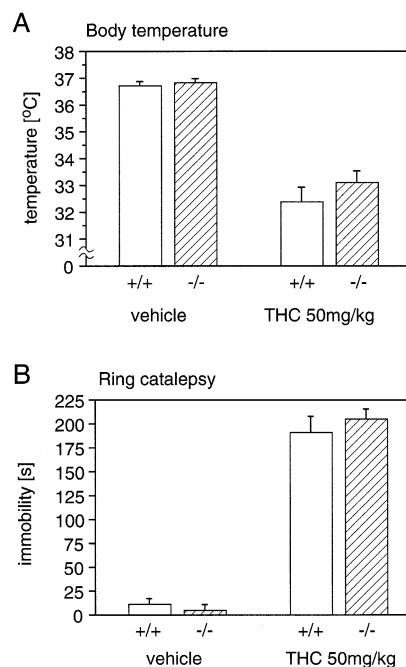 A
Body temperature
temperature [ºC]
38
37
36
35
34
33
32
31
0
+/+ -/- +/+ -/-
vehicle THC 50mg/kg
B
Ring catalepsy
immobility [s]
225
200
175
150
125
100
75
50
25
0
+/+ -/- +/+ -/-
vehicle THC 50mg/kg